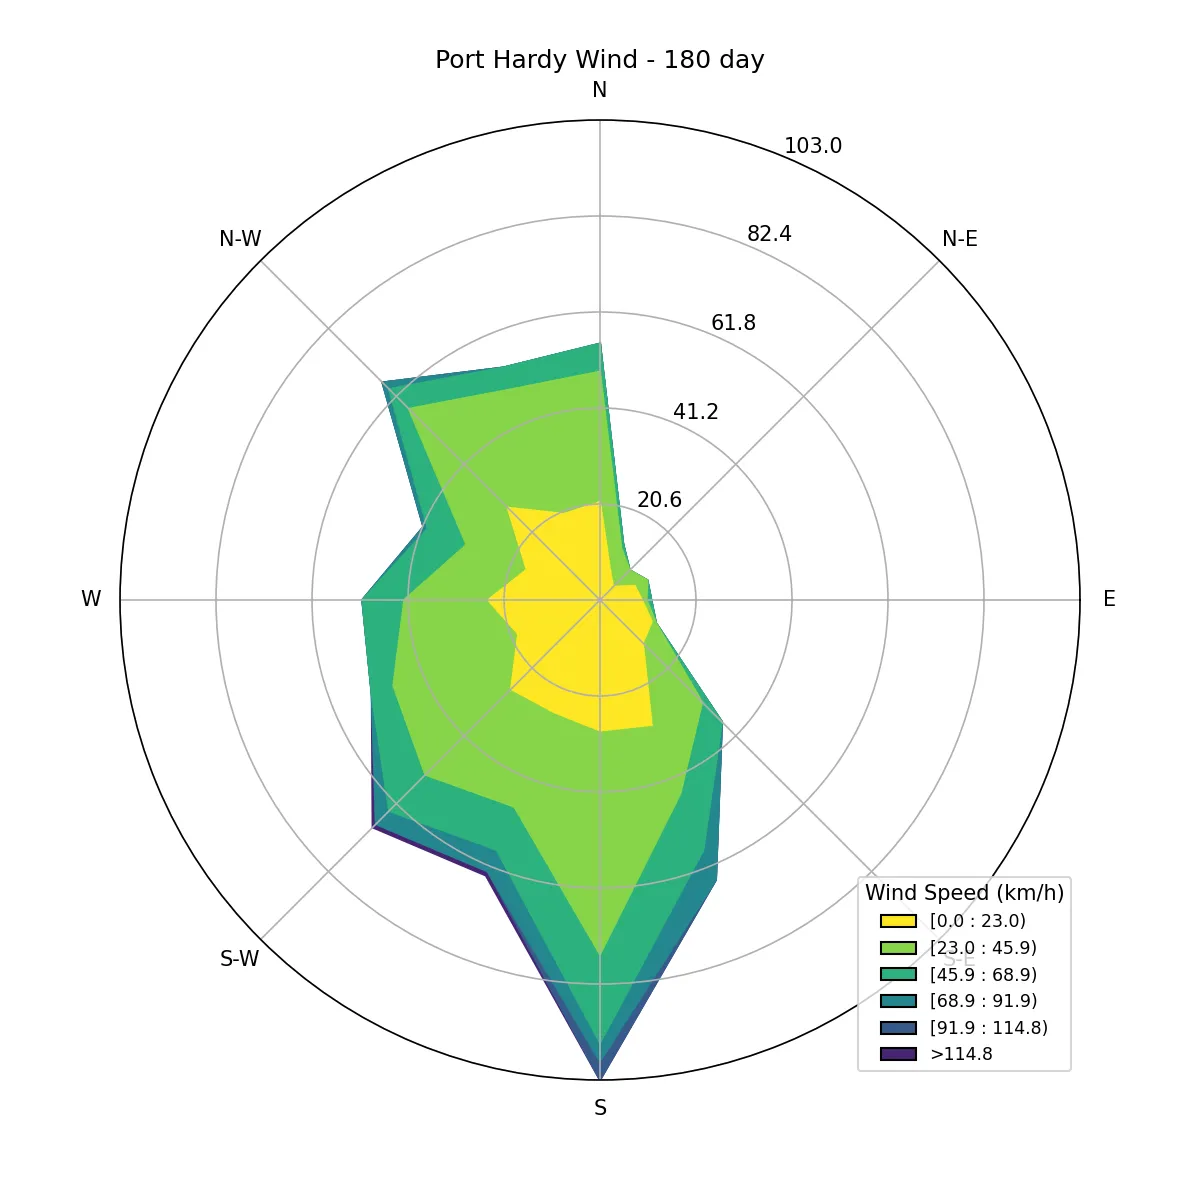 Port Hardy Wind - 180 day
N
103.0
N-W
82.4
N-E
61.8
41.2
20.6
W
E
S-W
S-E
S
Wind Speed (km/h)
[0.0 : 23.0)
[23.0 : 45.9)
[45.9 : 68.9)
[68.9 : 91.9)
[91.9 : 114.8)
>114.8